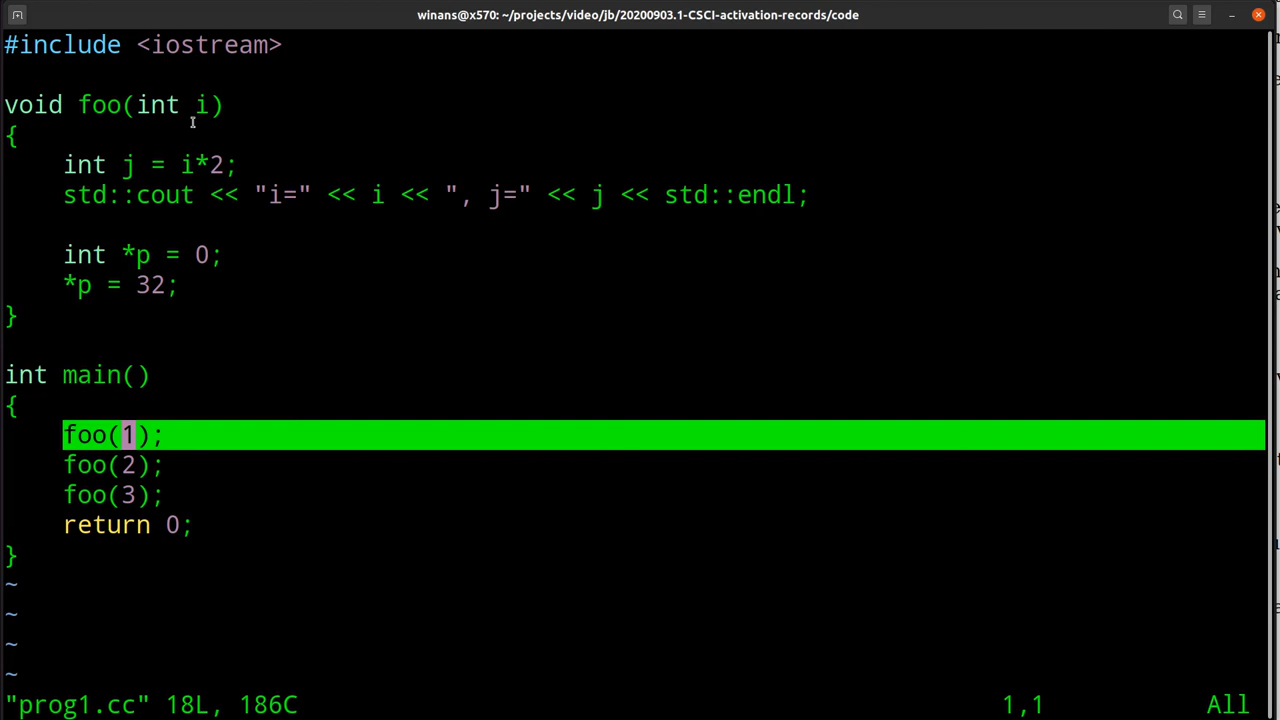 winans@x570: ~/projects/video/jb/20200903.1-CSCI-activation-records/code
#include <iostream>
void foo(int i)
{
    int j = i*2;
    std::cout << "i=" << i << ", j=" << j << std::endl;
    int *p = 0;
    *p = 32;
}
int main()
{
    foo(1);
    foo(2);
    foo(3);
    return 0;
}
~
~
~
~
"prog1.cc" 18L, 186C 1,1 All